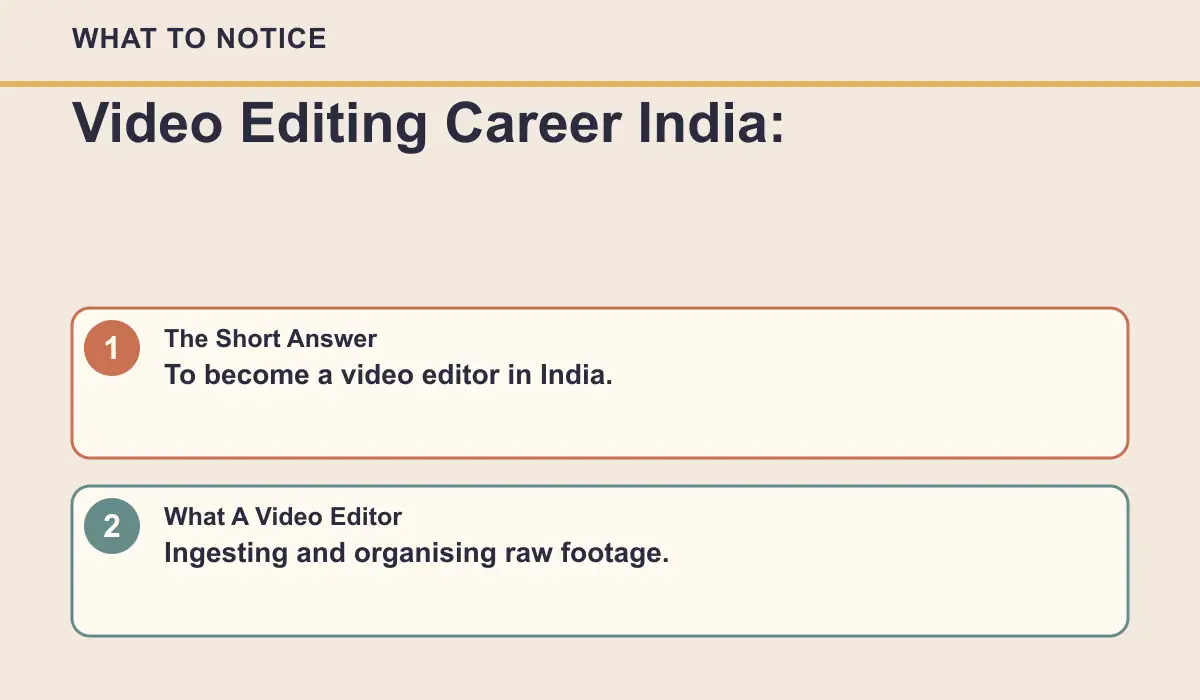 WHAT TO NOTICE
Video Editing Career India:
1
The Short Answer
To become a video editor in India.
2
What A Video Editor
Ingesting and organising raw footage.